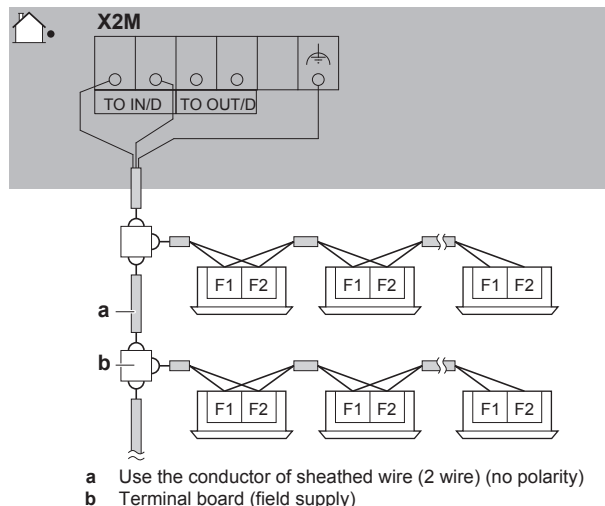 X2M
TO IN/D TO OUT/D
F1 F2 F1 F2 F1 F2
a
b
F1 F2 F1 F2 F1 F2
a Use the conductor of sheathed wire (2 wire) (no polarity)
b Terminal board (field supply)